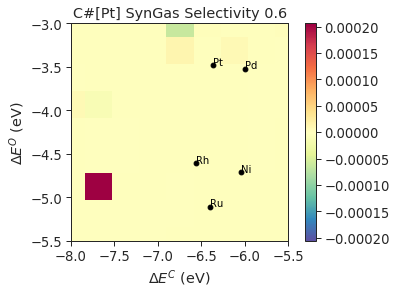 C#[Pt] SynGas Selectivity 0.6
−3.0
−3.5
−4.0
−4.5
−5.0
−5.5
ΔE^O (eV)
Pt
Pd
Rh
Ni
Ru
−8.0 −7.5 −7.0 −6.5 −6.0 −5.5
ΔE^C (eV)
0.00020
0.00015
0.00010
0.00005
0.00000
−0.00005
−0.00010
−0.00015
−0.00020